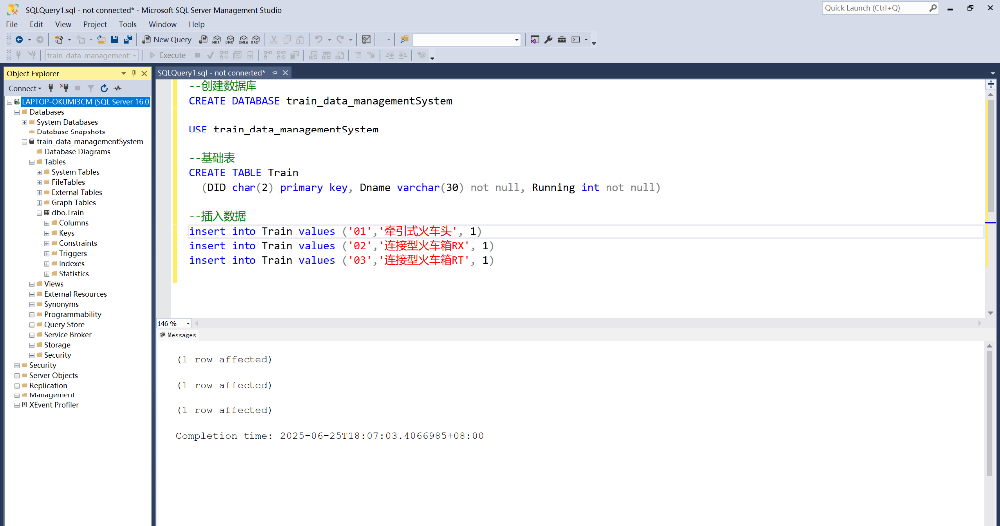 SQLQuery1.sql - not connected* - Microsoft SQL Server Management Studio
Quick Launch (Ctrl+Q)
File Edit View Project Tools Window Help
New Query
train_data_management
Execute
Object Explorer
Connect
LAPTOP-OKUMIBCM (SQL Server 16.0
Databases
System Databases
Database Snapshots
train_data_managementSystem
Database Diagrams
Tables
System Tables
FileTables
External Tables
Graph Tables
dbo.Train
Columns
Keys
Constraints
Triggers
Indexes
Statistics
Views
External Resources
Synonyms
Programmability
Query Store
Service Broker
Storage
Security
Security
Server Objects
Replication
Management
XEvent Profiler
SQLQuery1.sql - not connected*
--创建数据库
CREATE DATABASE train_data_managementSystem
USE train_data_managementSystem
--基础表
CREATE TABLE Train
(DID char(2) primary key, Dname varchar(30) not null, Running int not null)
--插入数据
insert into Train values ('01','牵引式火车头', 1)
insert into Train values ('02','连接型火车箱RX', 1)
insert into Train values ('03','连接型火车箱RT', 1)
146 %
Messages
(1 row affected)
(1 row affected)
(1 row affected)
Completion time: 2025-06-25T18:07:03.4066985+08:00